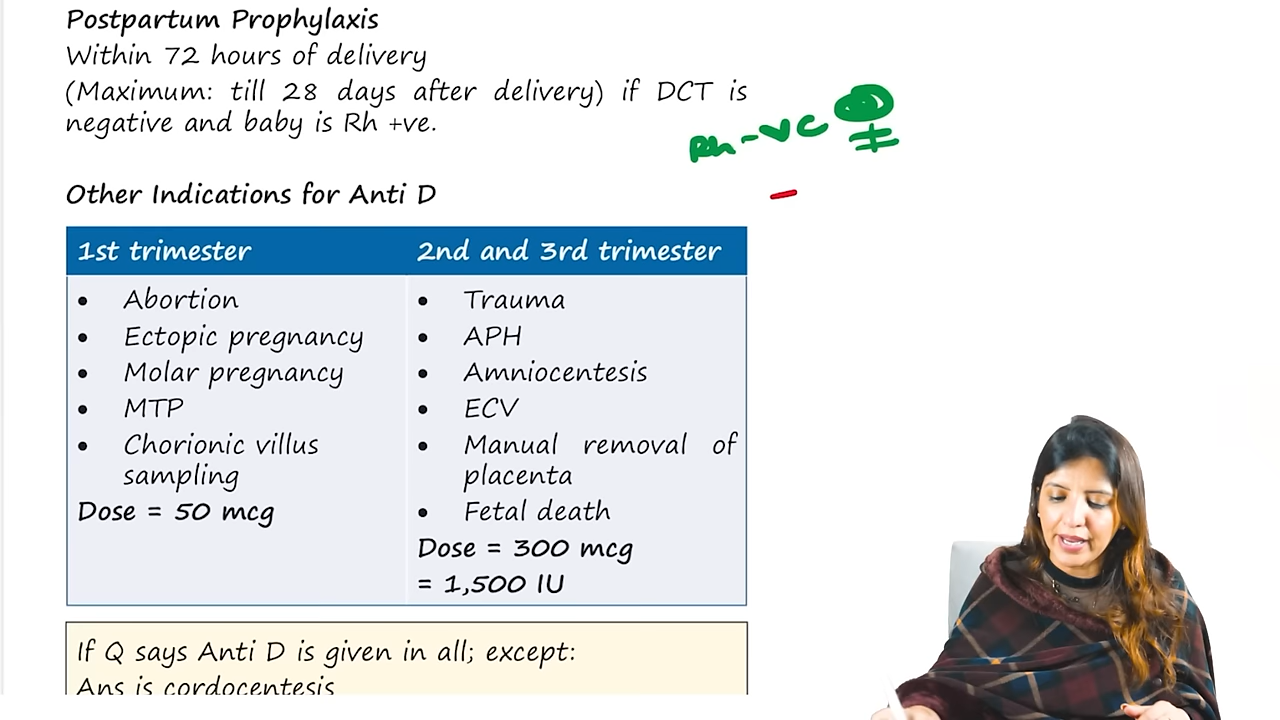 Postpartum Prophylaxis
Within 72 hours of delivery
(Maximum: till 28 days after delivery) if DCT is
negative and baby is Rh +ve.
Rh -ve
Other Indications for Anti D
1st trimester
• Abortion
• Ectopic pregnancy
• Molar pregnancy
• MTP
• Chorionic villus
sampling
Dose = 50 mcg
2nd and 3rd trimester
• Trauma
• APH
• Amniocentesis
• ECV
• Manual removal of
placenta
• Fetal death
Dose = 300 mcg
= 1,500 IU
If Q says Anti D is given in all; except:
Ans is cordocentesis